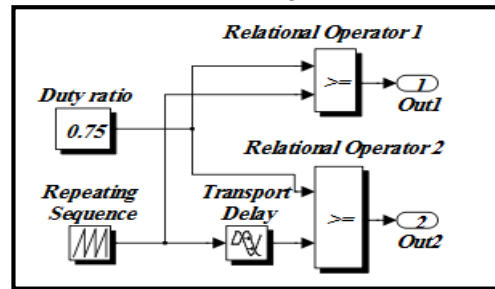 Relational Operator 1
>=
1
Out1
Duty ratio
0.75
Relational Operator 2
>=
2
Out2
Repeating
Sequence
Transport
Delay